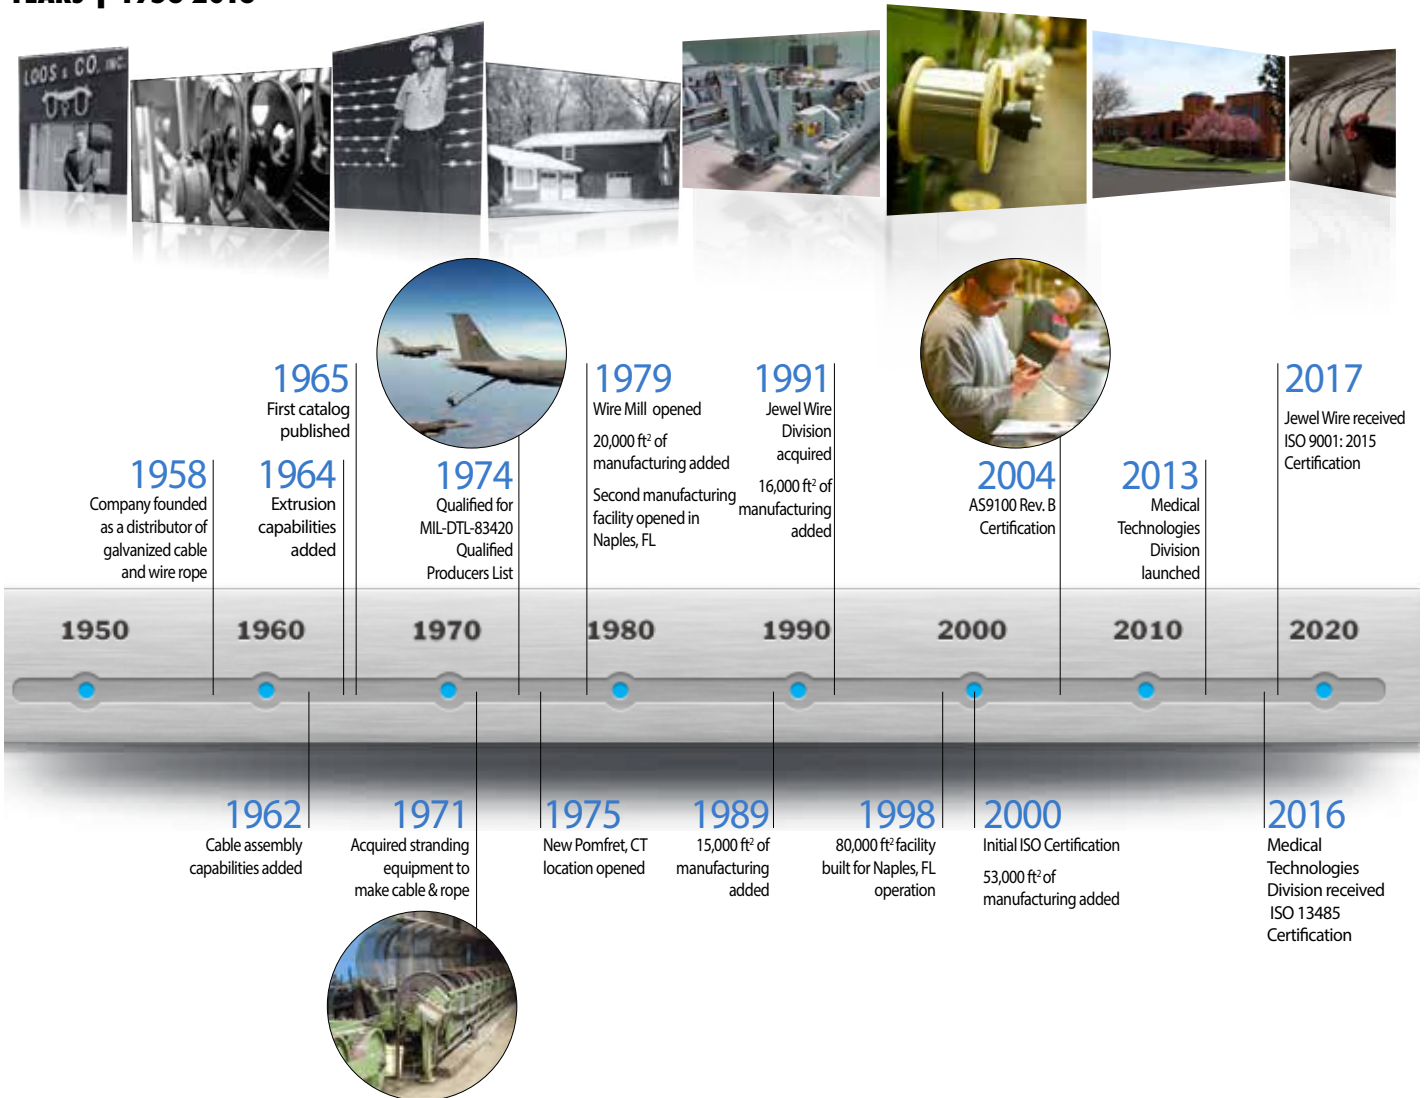 YEARS | 1958-2018
LOOS & CO. INC.
1965
First catalog
published
1979
Wire Mill opened
20,000 ft² of
manufacturing added
Second manufacturing
facility opened in
Naples, FL
1991
Jewel Wire
Division
acquired
16,000 ft² of
manufacturing
added
2017
Jewel Wire received
ISO 9001: 2015
Certification
1958
Company founded
as a distributor of
galvanized cable
and wire rope
1964
Extrusion
capabilities
added
1974
Qualified for
MIL-DTL-83420
Qualified
Producers List
2004
AS9100 Rev. B
Certification
2013
Medical
Technologies
Division
launched
1950 1960 1970 1980 1990 2000 2010 2020
1962
Cable assembly
capabilities added
1971
Acquired stranding
equipment to
make cable & rope
1975
New Pomfret, CT
location opened
1989
15,000 ft² of
manufacturing
added
1998
80,000 ft² facility
built for Naples, FL
operation
2000
Initial ISO Certification
53,000 ft² of
manufacturing added
2016
Medical
Technologies
Division received
ISO 13485
Certification